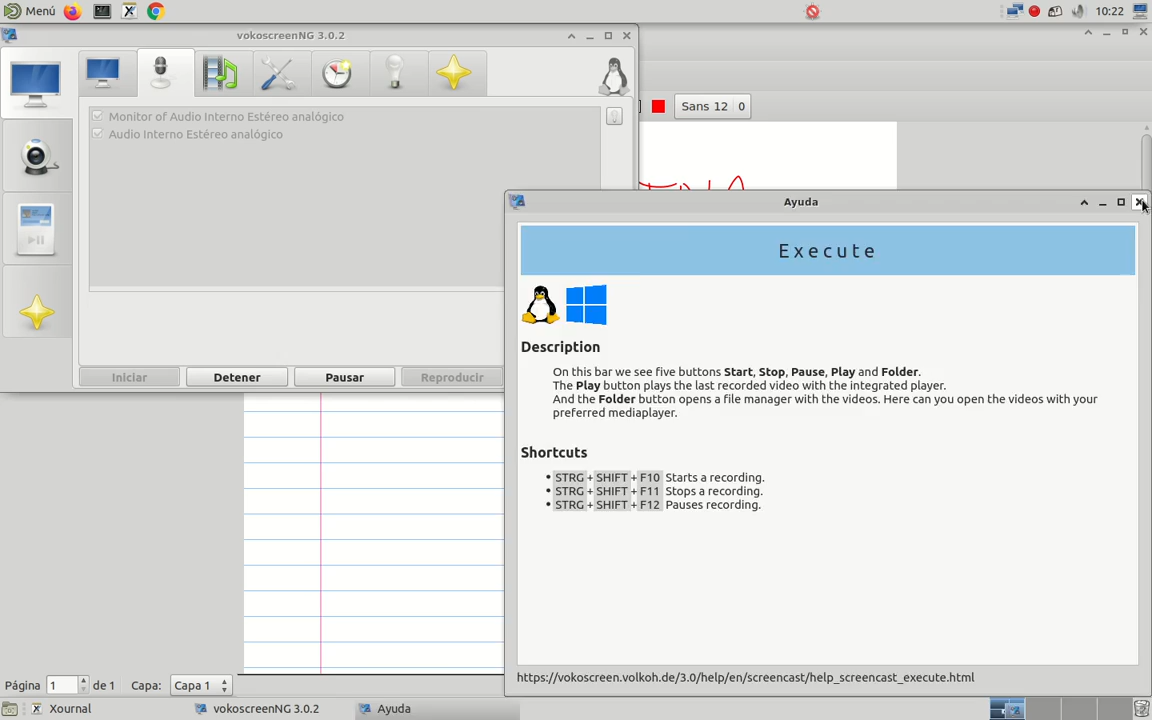 Menú
10:22
vokoscreenNG 3.0.2
Sans 12 0
Monitor of Audio Interno Estéreo analógico
Audio Interno Estéreo analógico
Iniciar
Detener
Pausar
Reproducir
Ayuda
Execute
Description
On this bar we see five buttons Start, Stop, Pause, Play and Folder.
The Play button plays the last recorded video with the integrated player.
And the Folder button opens a file manager with the videos. Here can you open the videos with your
preferred mediaplayer.
Shortcuts
• STRG + SHIFT + F10 Starts a recording.
• STRG + SHIFT + F11 Stops a recording.
• STRG + SHIFT + F12 Pauses recording.
https://vokoscreen.volkoh.de/3.0/help/en/screencast/help_screencast_execute.html
Página 1 de 1 Capa: Capa 1
Xournal
vokoscreenNG 3.0.2
Ayuda